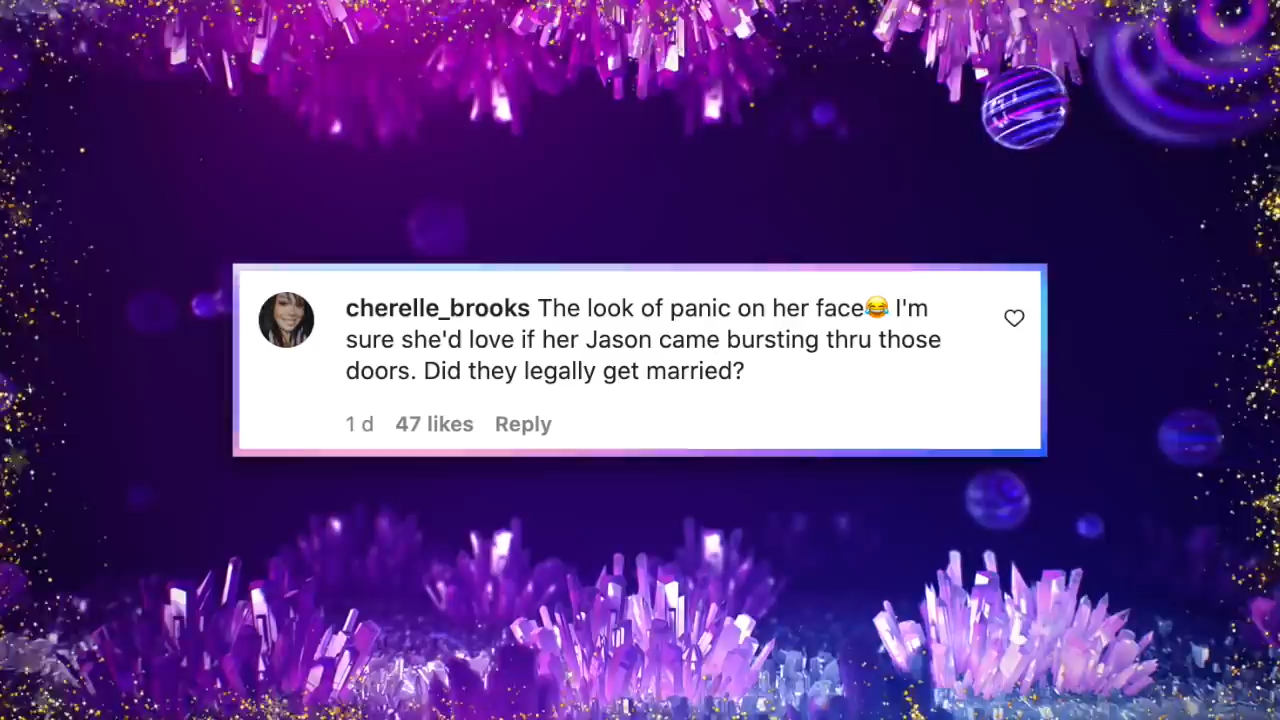 cherelle_brooks The look of panic on her face😂 I'm
sure she'd love if her Jason came bursting thru those
doors. Did they legally get married?
1 d 47 likes Reply